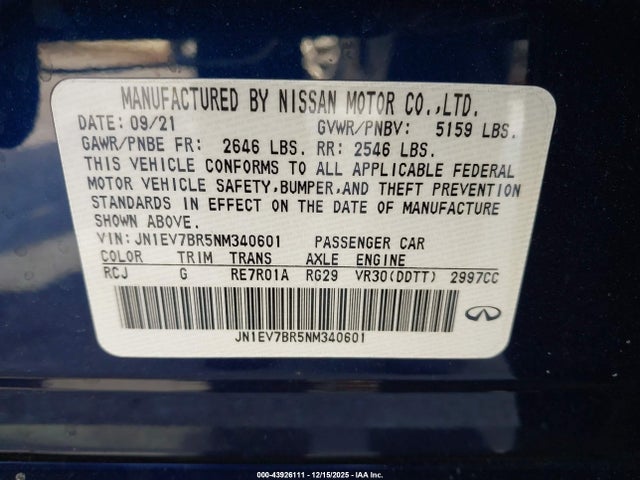 MANUFACTURED BY NISSAN MOTOR CO.,LTD.
DATE: 09/21 GVWR/PNBV: 5159 LBS.
GAWR/PNBE FR: 2646 LBS. RR: 2546 LBS.
THIS VEHICLE CONFORMS TO ALL APPLICABLE FEDERAL
MOTOR VEHICLE SAFETY,BUMPER,AND THEFT PREVENTION
STANDARDS IN EFFECT ON THE DATE OF MANUFACTURE
SHOWN ABOVE.
VIN: JN1EV7BR5NM340601 PASSENGER CAR
COLOR TRIM TRANS AXLE ENGINE
RCJ G RE7R01A RG29 VR30(DDTT) 2997CC
JN1EV7BR5NM340601
000-43926111 - 12/15/2025 - IAA Inc.